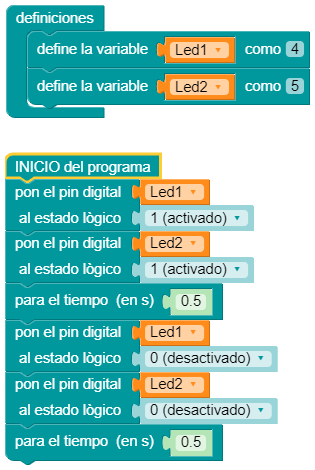 definiciones
define la variable Led1 como 4
define la variable Led2 como 5
INICIO del programa
pon el pin digital Led1
al estado lògico 1 (activado)
pon el pin digital Led2
al estado lògico 1 (activado)
para el tiempo (en s) 0.5
pon el pin digital Led1
al estado lògico 0 (desactivado)
pon el pin digital Led2
al estado lògico 0 (desactivado)
para el tiempo (en s) 0.5